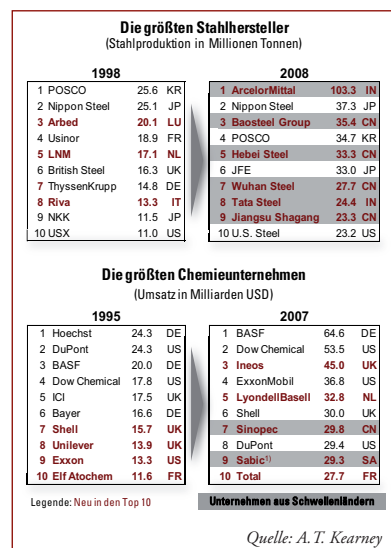 Die größten Stahlhersteller
(Stahlproduktion in Millionen Tonnen)
1998
1 POSCO 25.6 KR
2 Nippon Steel 25.1 JP
3 Arbed 20.1 LU
4 Usinor 18.9 FR
5 LNM 17.1 NL
6 British Steel 16.3 UK
7 ThyssenKrupp 14.8 DE
8 Riva 13.3 IT
9 NKK 11.5 JP
10 USX 11.0 US
2008
1 ArcelorMittal 103.3 IN
2 Nippon Steel 37.3 JP
3 Baosteel Group 35.4 CN
4 POSCO 34.7 KR
5 Hebei Steel 33.3 CN
6 JFE 33.0 JP
7 Wuhan Steel 27.7 CN
8 Tata Steel 24.4 IN
9 Jiangsu Shagang 23.3 CN
10 U.S. Steel 23.2 US
Die größten Chemieunternehmen
(Umsatz in Milliarden USD)
1995
1 Hoechst 24.3 DE
2 DuPont 24.3 US
3 BASF 20.0 DE
4 Dow Chemical 17.8 US
5 ICI 17.5 UK
6 Bayer 16.6 DE
7 Shell 15.7 UK
8 Unilever 13.9 UK
9 Exxon 13.3 US
10 Elf Atochem 11.6 FR
2007
1 BASF 64.6 DE
2 Dow Chemical 53.5 US
3 Ineos 45.0 UK
4 ExxonMobil 36.8 US
5 LyondellBasell 32.8 NL
6 Shell 30.0 UK
7 Sinopec 29.8 CN
8 DuPont 29.4 US
9 Sabic1) 29.3 SA
10 Total 27.7 FR
Legende: Neu in den Top 10
Unternehmen aus Schwellenländern
Quelle: A.T. Kearney